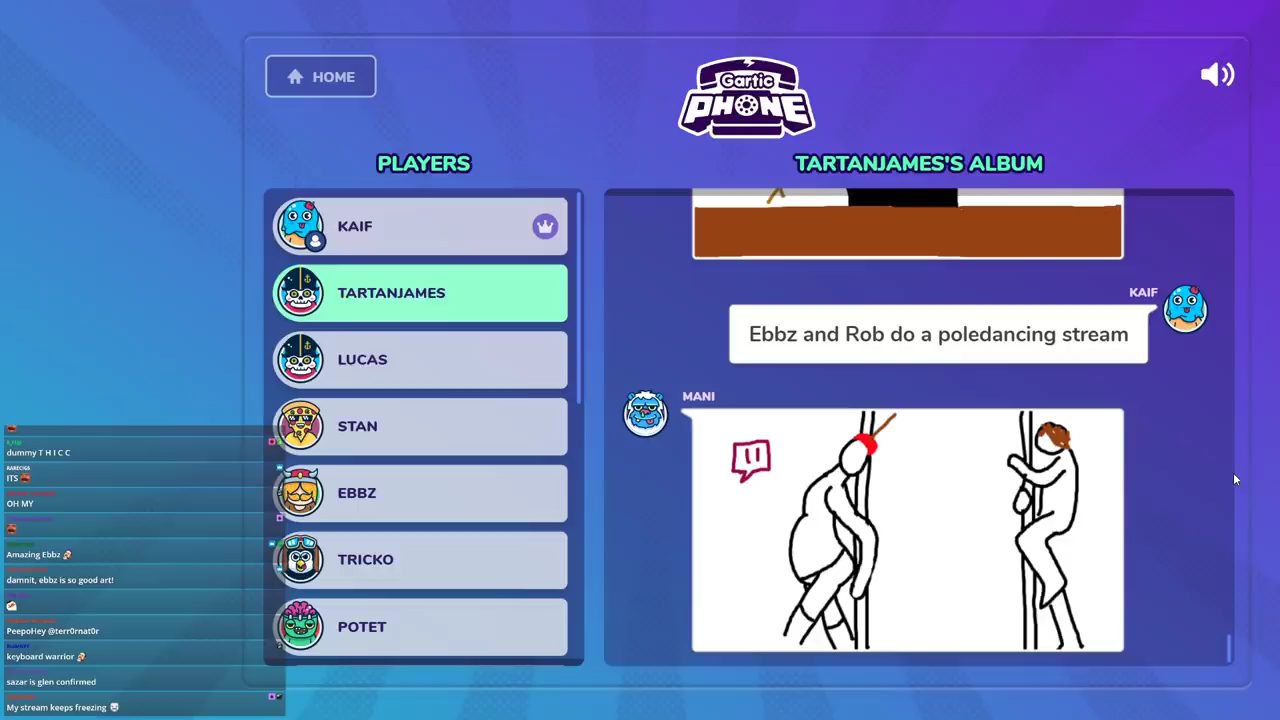 HOME
Gartic
PHONE
PLAYERS
TARTANJAMES'S ALBUM
KAIF
TARTANJAMES
LUCAS
STAN
EBBZ
TRICKO
POTET
KAIF
Ebbz and Rob do a poledancing stream
MANI
dummy T H I C C
ITS
OH MY
Amazing Ebbz
damnit, ebbz is so good art!
PeepoHey @terr0rnat0r
keyboard warrior
sazar is glen confirmed
My stream keeps freezing